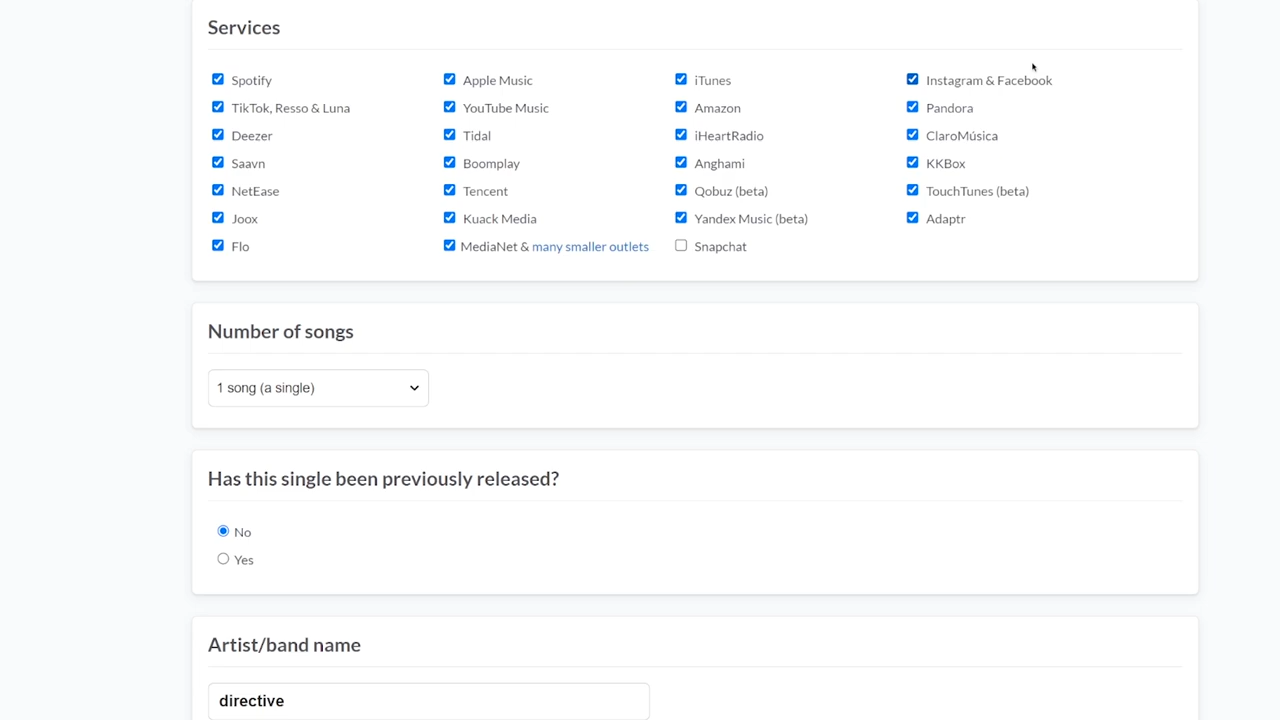 Services
Spotify Apple Music iTunes Instagram & Facebook
TikTok, Resso & Luna YouTube Music Amazon Pandora
Deezer Tidal iHeartRadio ClaroMúsica
Saavn Boomplay Anghami KKBox
NetEase Tencent Qobuz (beta) TouchTunes (beta)
Joox Kuack Media Yandex Music (beta) Adaptr
Flo MediaNet & many smaller outlets Snapchat
Number of songs
1 song (a single)
Has this single been previously released?
No
Yes
Artist/band name
directive